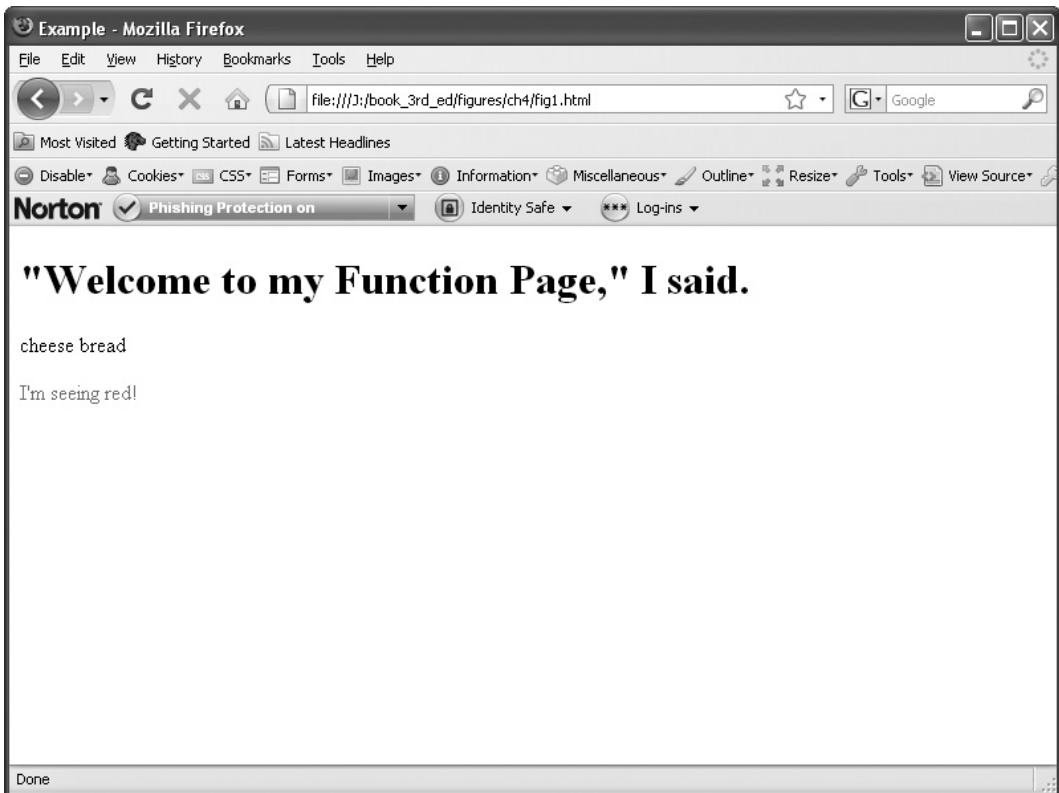 Example - Mozilla Firefox
File Edit View History Bookmarks Tools Help
file:///J:/book_3rd_ed/figures/ch4/fig1.html G Google
Most Visited Getting Started Latest Headlines
Disable Cookies CSS Forms Images Information Miscellaneous Outline Resize Tools View Source
Norton Phishing Protection on Identity Safe *** Log-ins
"Welcome to my Function Page," I said.
cheese bread
I'm seeing red!
Done